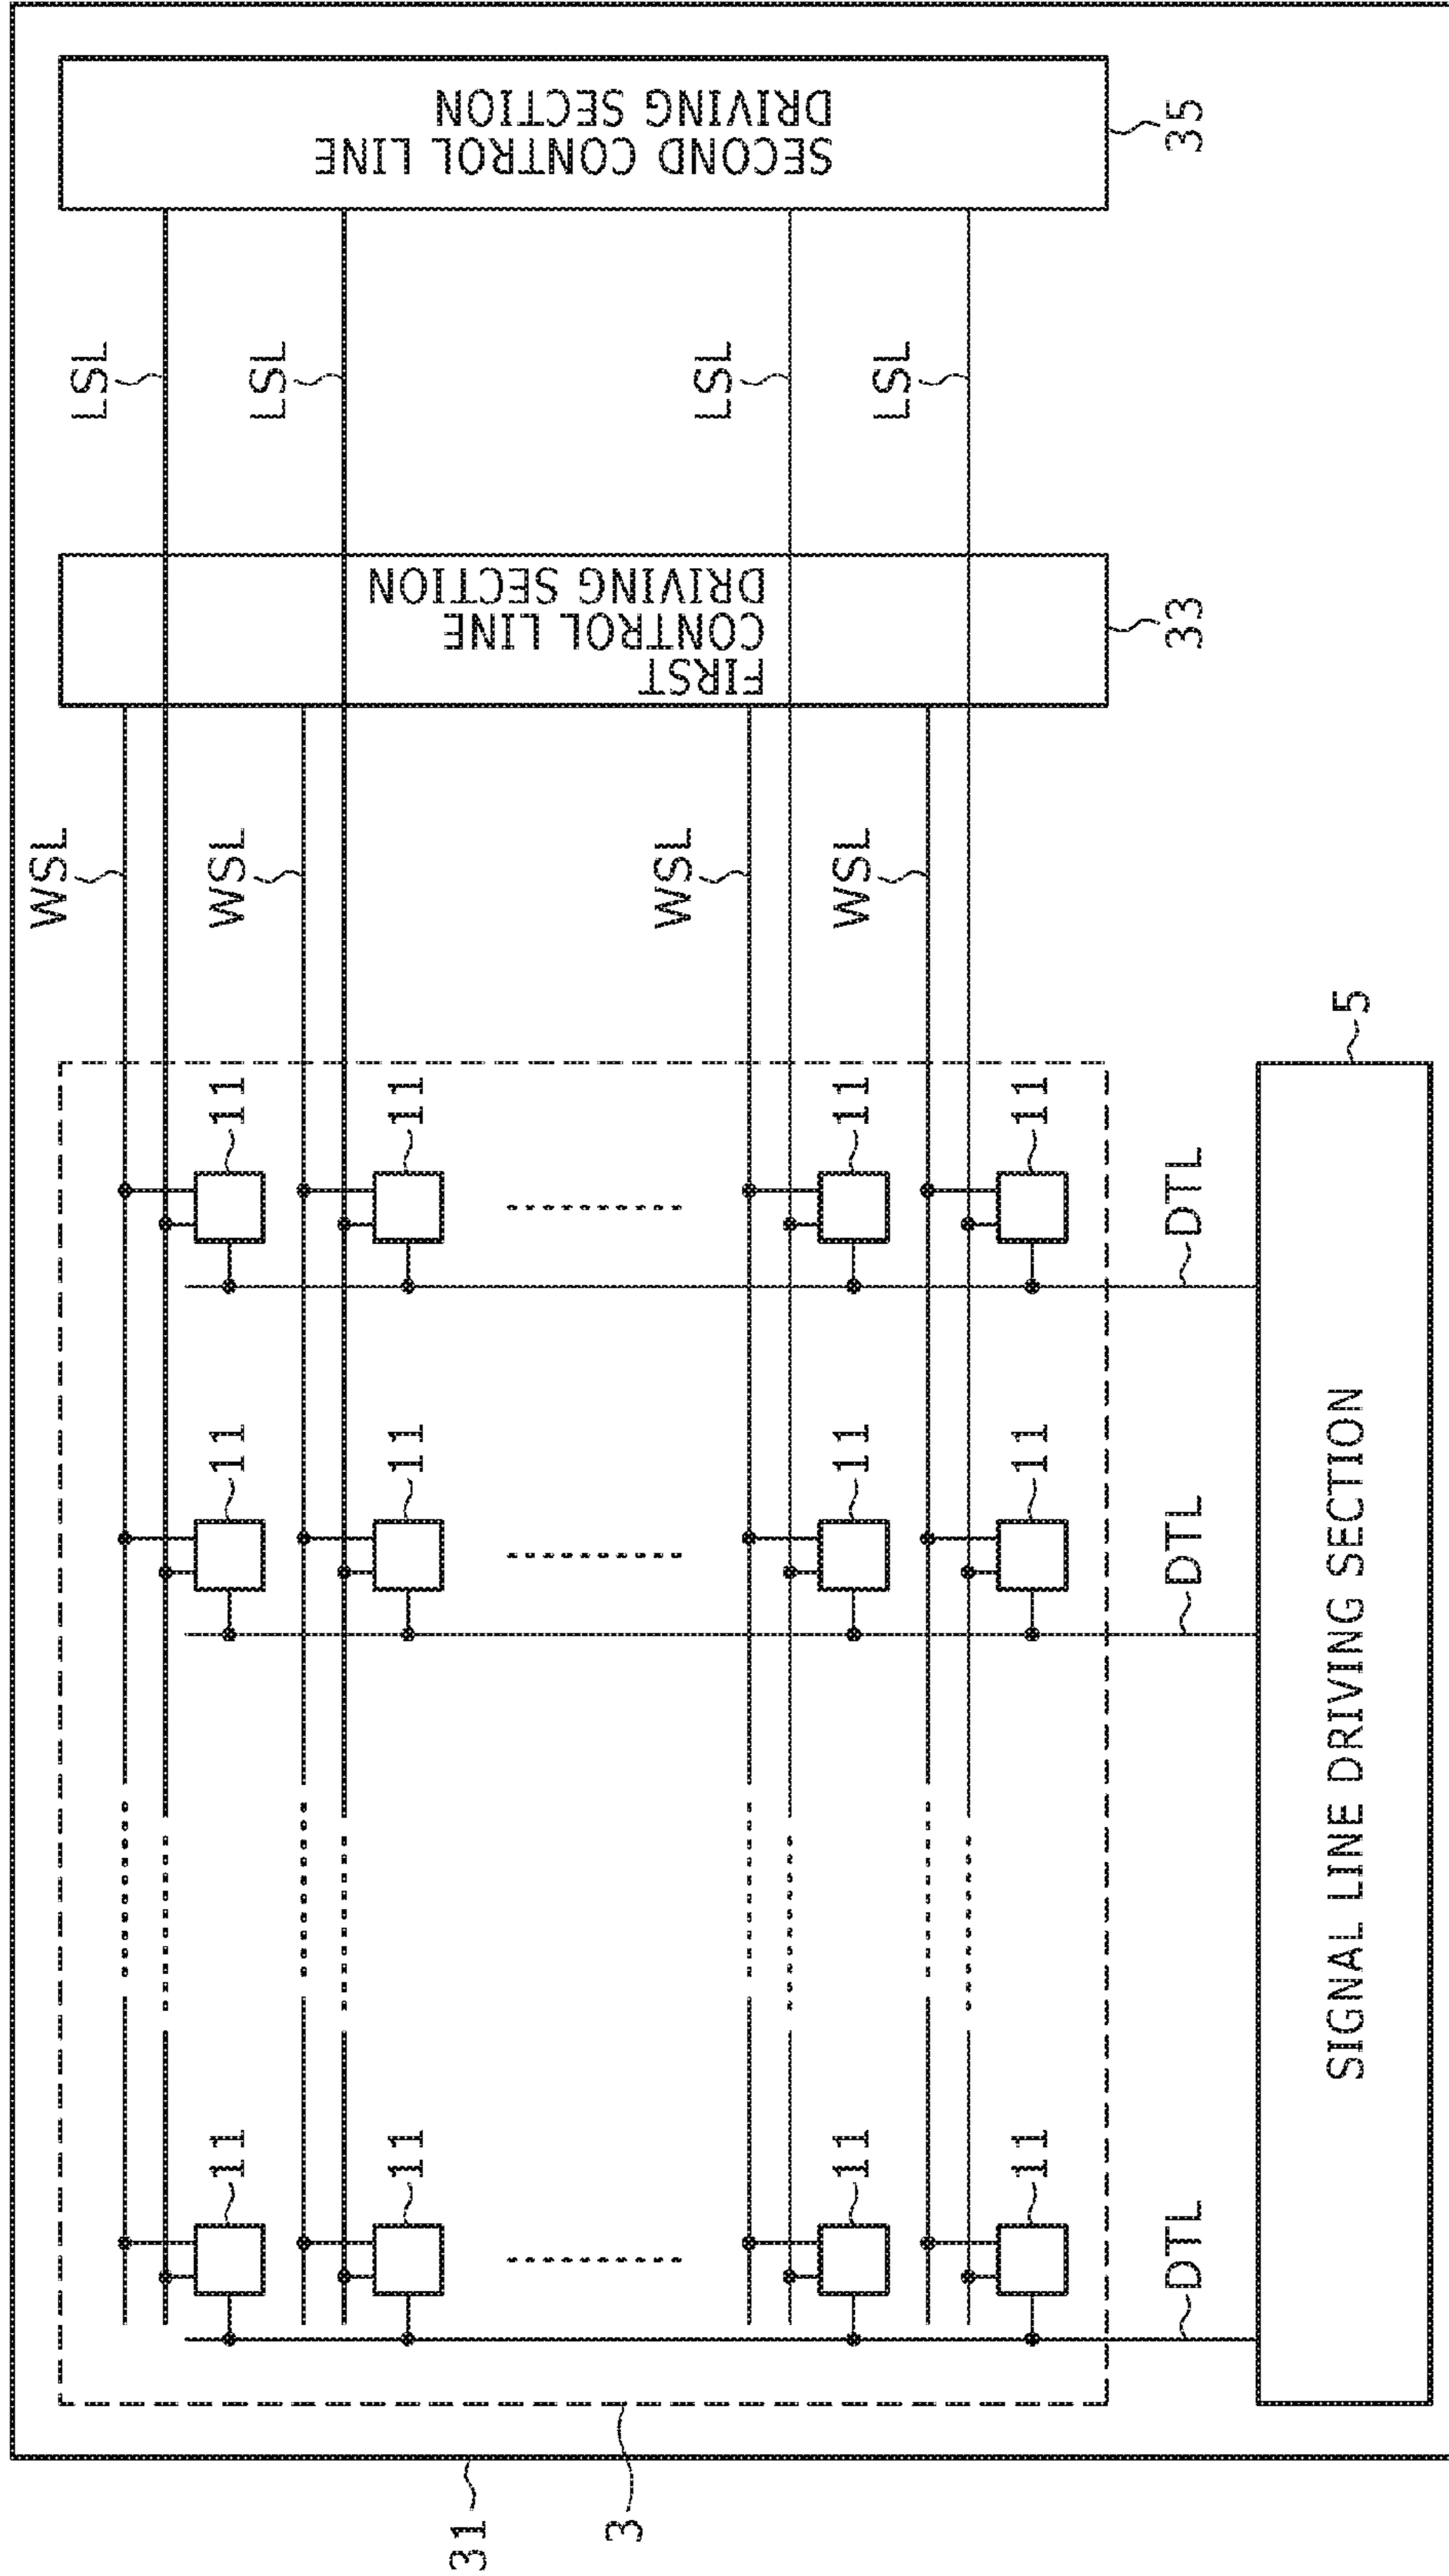 SECOND CONTROL LINE
DRIVING SECTION
35
LSL
LSL
LSL
LSL
FIRST
CONTROL LINE
DRIVING SECTION
33
WSL
WSL
WSL
WSL
11
11
11
11
DTL
5
11
11
11
11
DTL
SIGNAL LINE DRIVING SECTION
11
11
11
11
DTL
31
3